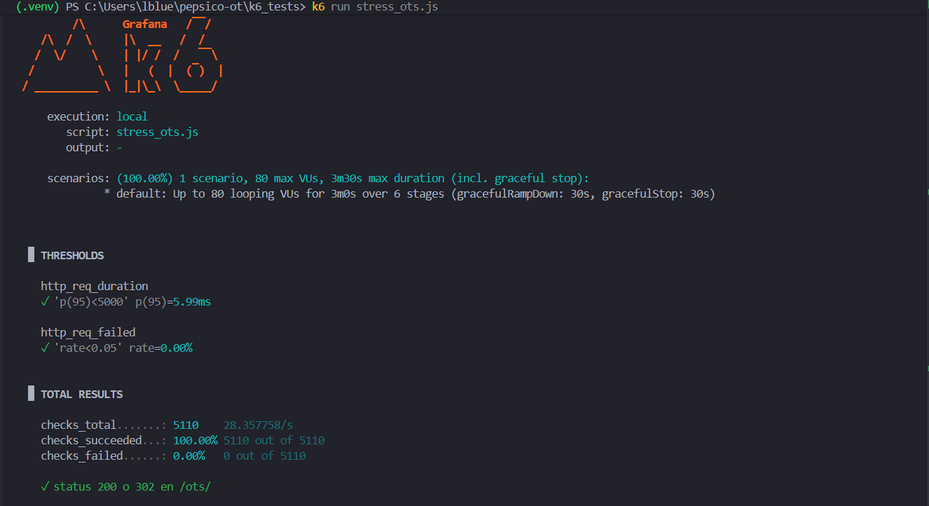 (.venv) PS C:\Users\lblue\pepsico-ot\k6_tests> k6 run stress_ots.js
Grafana
execution: local
script: stress_ots.js
output: -
scenarios: (100.00%) 1 scenario, 80 max VUs, 3m30s max duration (incl. graceful stop):
* default: Up to 80 looping VUs for 3m0s over 6 stages (gracefulRampDown: 30s, gracefulStop: 30s)
THRESHOLDS
http_req_duration
✓ 'p(95)<5000' p(95)=5.99ms
http_req_failed
✓ 'rate<0.05' rate=0.00%
TOTAL RESULTS
checks_total.......: 5110 28.357758/s
checks_succeeded...: 100.00% 5110 out of 5110
checks_failed......: 0.00% 0 out of 5110
✓ status 200 o 302 en /ots/